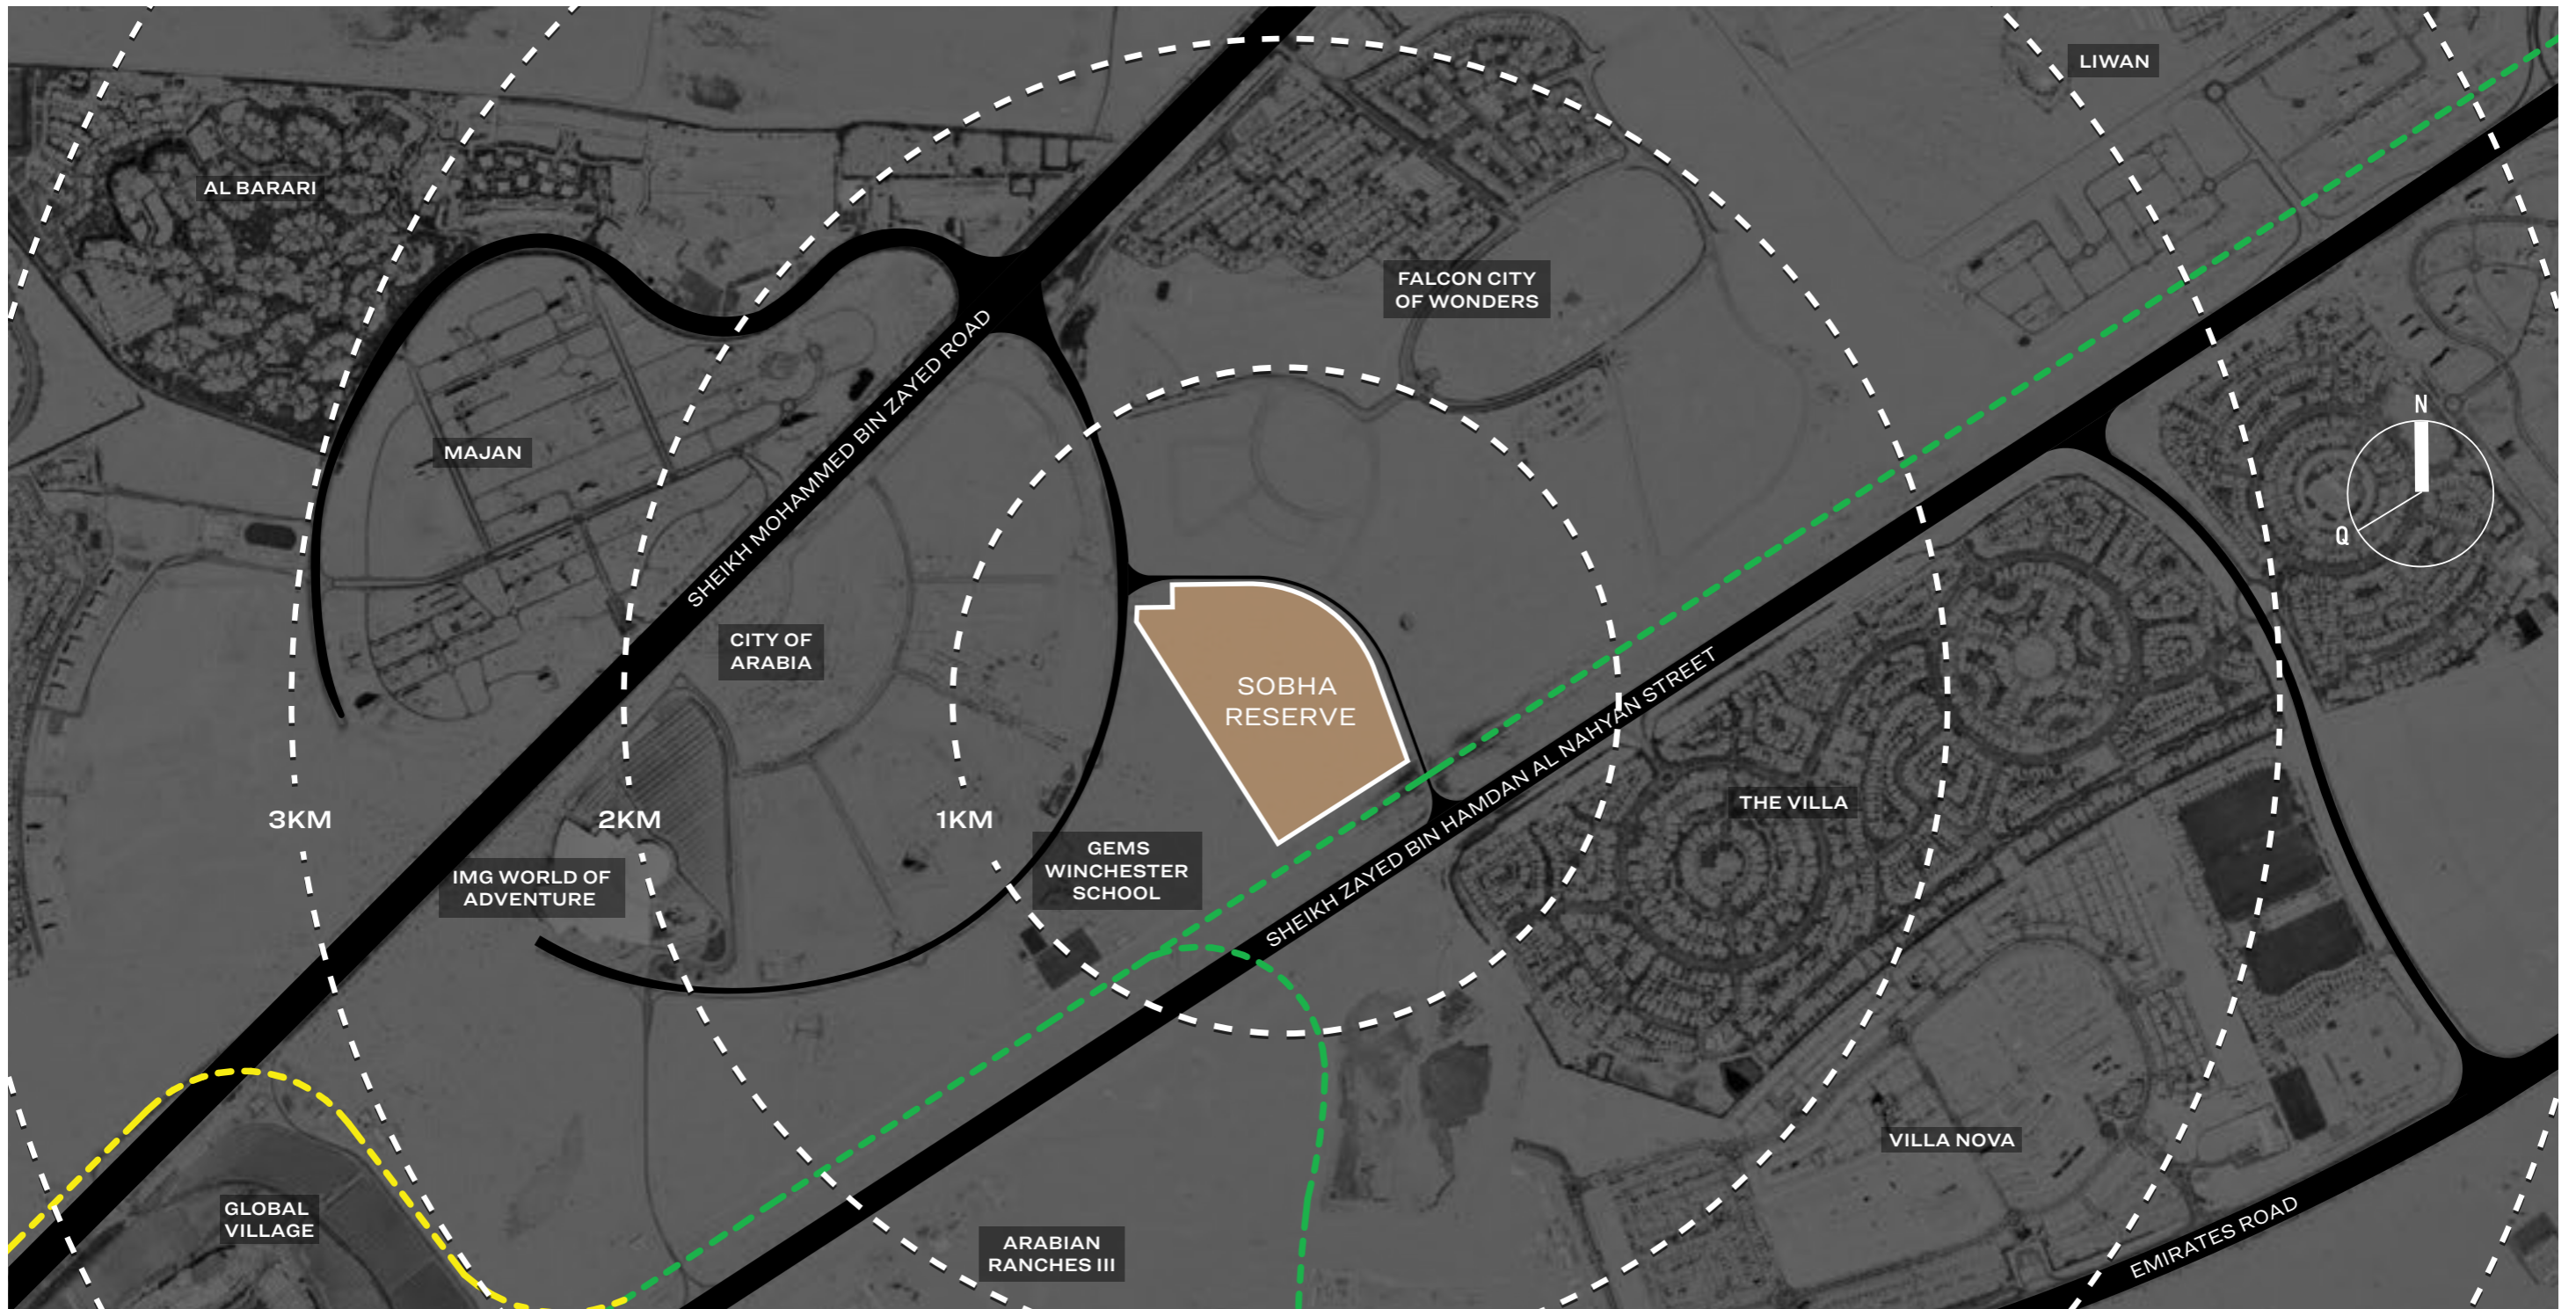 LIWAN
AL BARARI
FALCON CITY
OF WONDERS
N
Q
MAJAN
SHEIKH MOHAMMED BIN ZAYED ROAD
CITY OF
ARABIA
SOBHA
RESERVE
SHEIKH ZAYED BIN HAMDAN AL NAHYAN STREET
THE VILLA
3KM
2KM
1KM
GEMS
WINCHESTER
SCHOOL
IMG WORLD OF
ADVENTURE
VILLA NOVA
GLOBAL
VILLAGE
ARABIAN
RANCHES III
EMIRATES ROAD